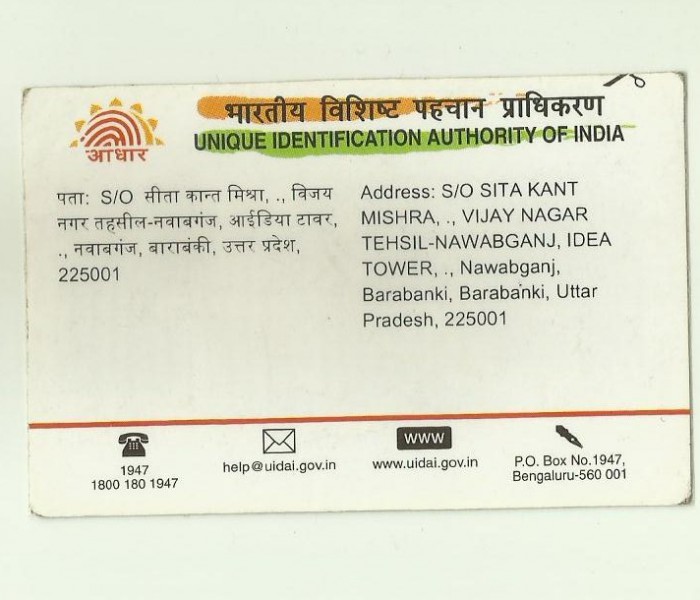 भारतीय विशिष्ट पहचान प्राधिकरण
UNIQUE IDENTIFICATION AUTHORITY OF INDIA
आधार
पता: S/O सीता कान्त मिश्रा, ., विजय
नगर तहसील-नवाबगंज, आईडिया टावर,
., नवाबगंज, बाराबंकी, उत्तर प्रदेश,
225001
Address: S/O SITA KANT
MISHRA, ., VIJAY NAGAR
TEHSIL-NAWABGANJ, IDEA
TOWER, ., Nawabganj,
Barabanki, Barabanki, Uttar
Pradesh, 225001
1947
1800 180 1947
help@uidai.gov.in
www
www.uidai.gov.in
P.O. Box No.1947,
Bengaluru-560 001